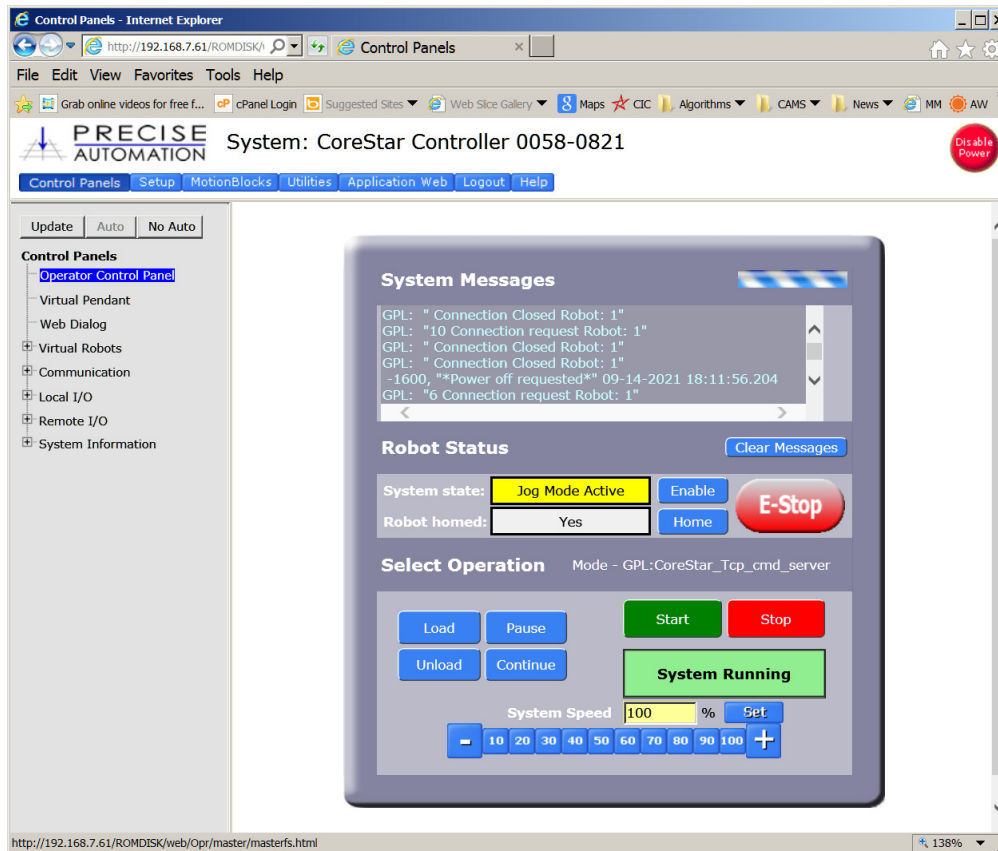 Control Panels - Internet Explorer
http://192.168.7.61/ROMDISK/
Control Panels
File Edit View Favorites Tools Help
Grab online videos for free f... cP cPanel Login Suggested Sites Web Slice Gallery 8 Maps CIC Algorithms CAMS News MM AW
PRECISE
AUTOMATION
System: CoreStar Controller 0058-0821
Disable
Power
Control Panels Setup MotionBlocks Utilities Application Web Logout Help
Update Auto No Auto
Control Panels
Operator Control Panel
Virtual Pendant
Web Dialog
Virtual Robots
Communication
Local I/O
Remote I/O
System Information
System Messages
GPL: " Connection Closed Robot: 1"
GPL: "10 Connection request Robot: 1"
GPL: " Connection Closed Robot: 1"
GPL: " Connection Closed Robot: 1"
-1600, "*Power off requested*" 09-14-2021 18:11:56.204
GPL: "6 Connection request Robot: 1"
Robot Status Clear Messages
System state: Jog Mode Active Enable
E-Stop
Robot homed: Yes Home
Select Operation Mode - GPL:CoreStar_Tcp_cmd_server
Load Pause Start Stop
Unload Continue System Running
System Speed 100 % Set
- 10 20 30 40 50 60 70 80 90 100 +
http://192.168.7.61/ROMDISK/web/Opr/master/masterfs.html
138%